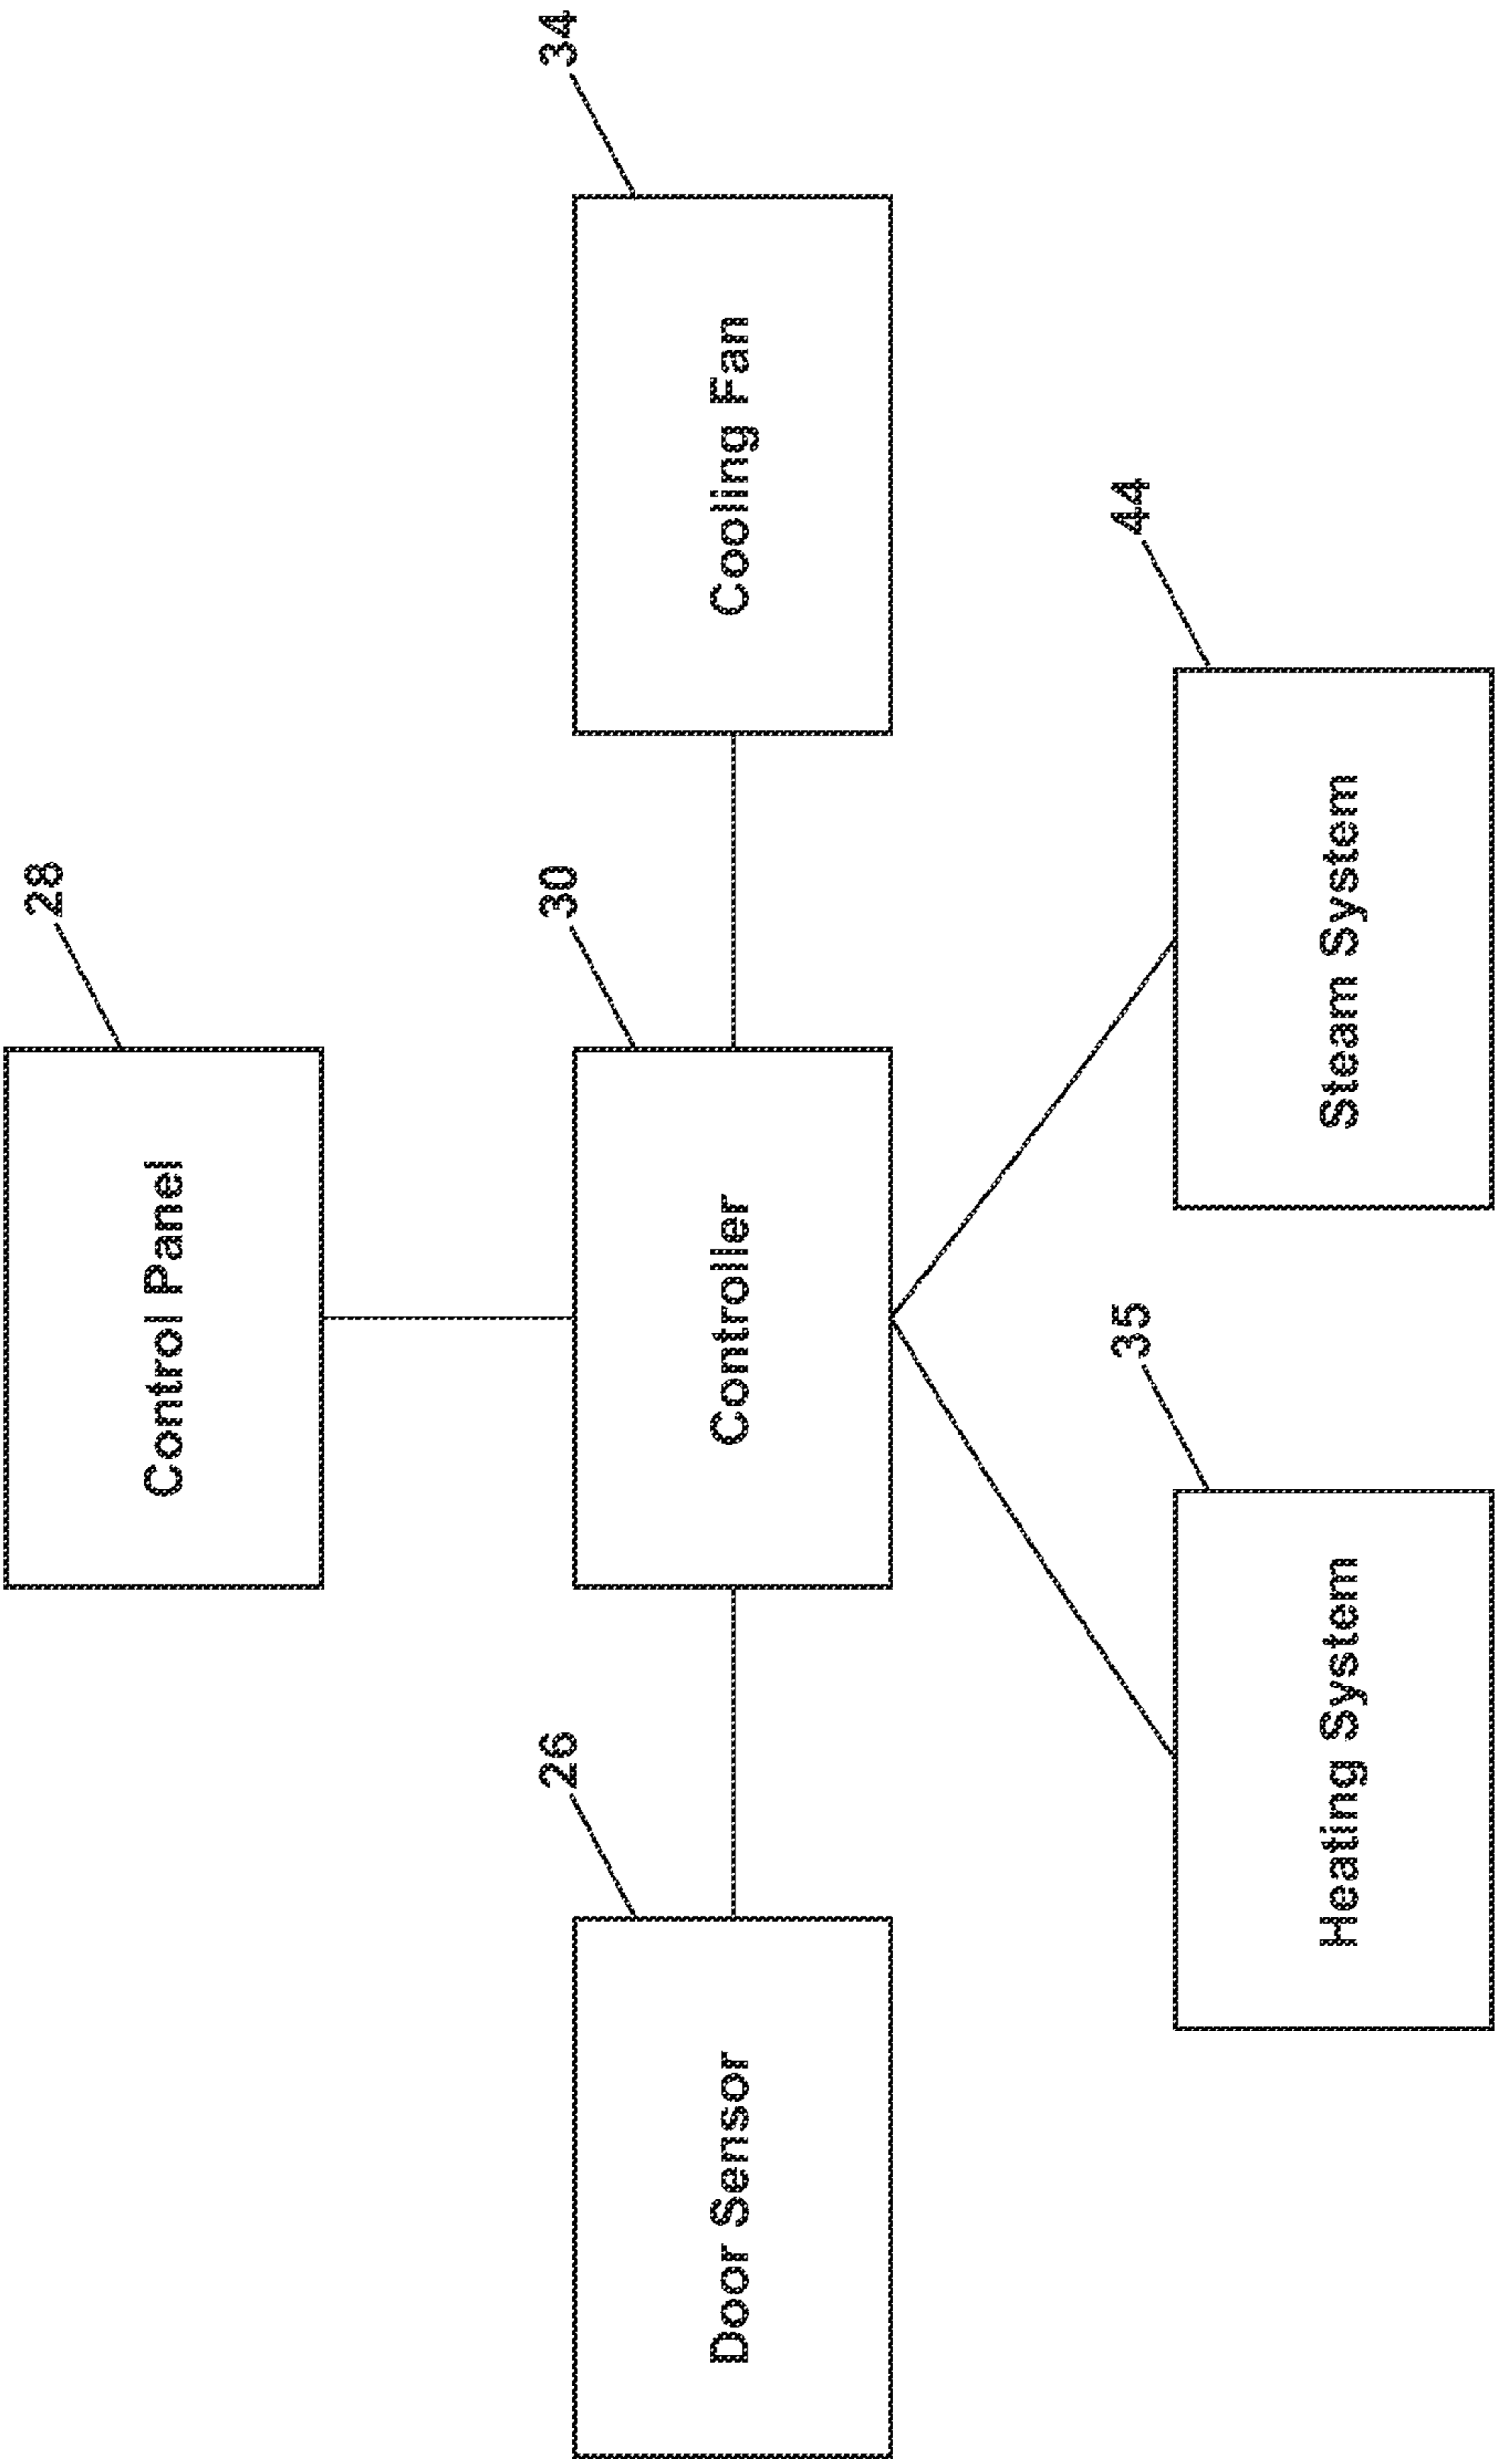 28
Control Panel
26
30
34
Door Sensor
Controller
Cooling Fan
35
44
Heating System
Steam System